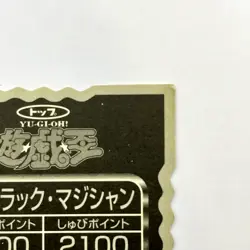 トップ
YU-GI-OH!
遊☆戯☆王
ラック・マジシャン
ポイント しゅびポイント
00 2100